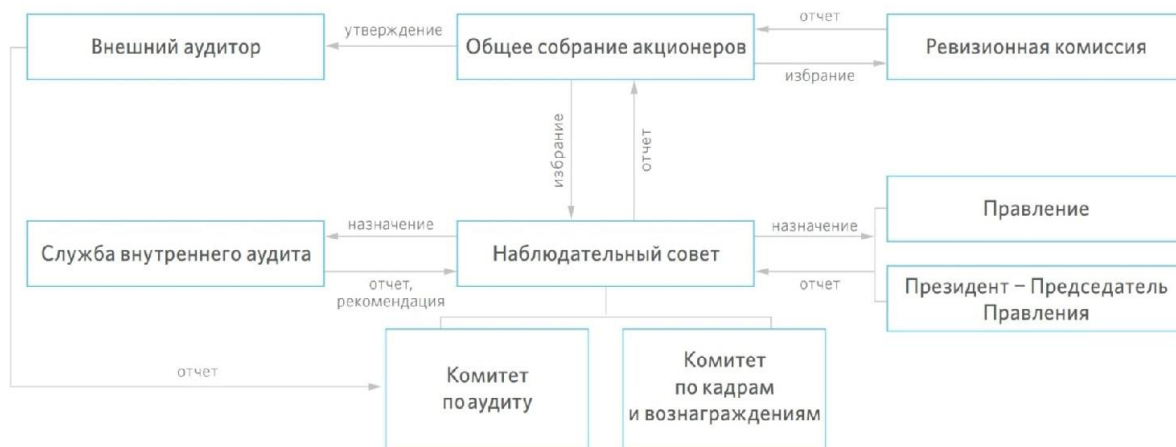 отчет
утверждение
Внешний аудитор
Общее собрание акционеров
Ревизионная комиссия
избрание
избрание
отчет
Правление
назначение
назначение
Служба внутреннего аудита
Наблюдательный совет
отчет,
рекомендация
отчет
Президент – Председатель
Правления
отчет
Комитет
по аудиту
Комитет
по кадрам
и вознаграждениям